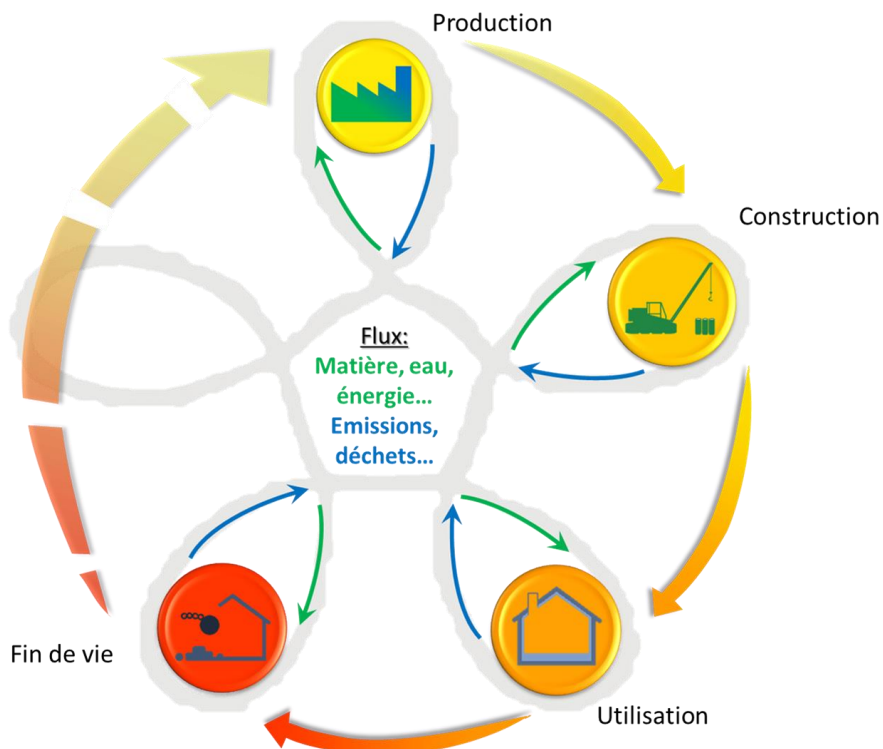 Production
Construction
Flux:
Matière, eau,
énergie...
Emissions,
déchets...
Fin de vie
Utilisation